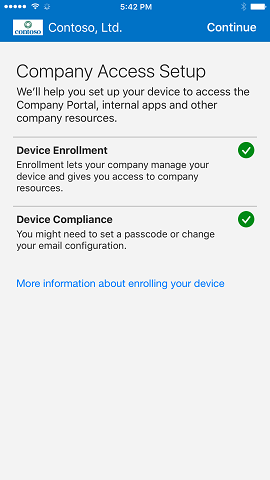 5:42 PM
contoso
Contoso, Ltd.
Continue
Company Access Setup
We'll help you set up your device to access the
Company Portal, internal apps and other
company resources.
Device Enrollment
Enrollment lets your company manage your
device and gives you access to company
resources.
Device Compliance
You might need to set a passcode or change
your email configuration.
More information about enrolling your device